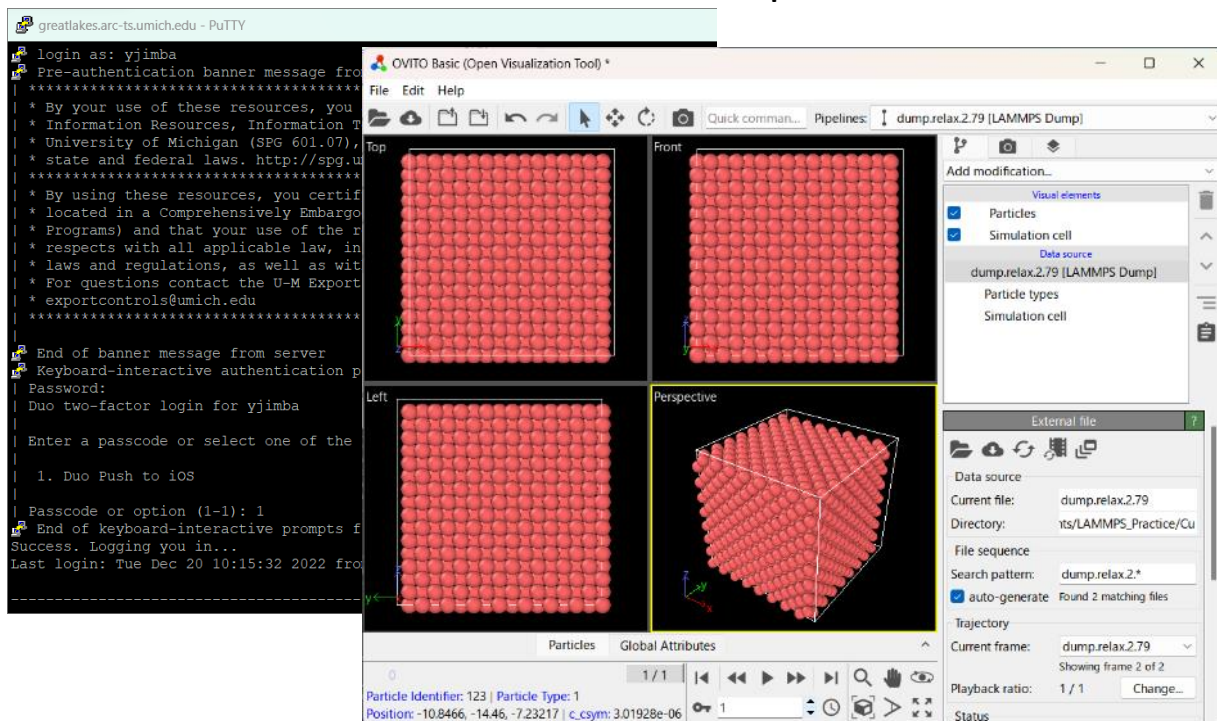 greatlakes.arc-ts.umich.edu - PuTTY
login as: yjimba
Pre-authentication banner message from
*************************************
* By your use of these resources, you
* Information Resources, Information T
* University of Michigan (SPG 601.07),
* state and federal laws. http://spg.u
*************************************
* By using these resources, you certif
* located in a Comprehensively Embargo
* Programs) and that your use of the r
* respects with all applicable law, in
* laws and regulations, as well as wit
* For questions contact the U-M Export
* exportcontrols@umich.edu
*************************************
End of banner message from server
Keyboard-interactive authentication p
Password:
Duo two-factor login for yjimba
Enter a passcode or select one of the
1. Duo Push to iOS
Passcode or option (1-1): 1
End of keyboard-interactive prompts f
Success. Logging you in...
Last login: Tue Dec 20 10:15:32 2022 fro
OVITO Basic (Open Visualization Tool) *
File Edit Help
Quick comman... Pipelines: dump.relax.2.79 [LAMMPS Dump]
Top
Front
Left
Perspective
y
z
x
Add modification...
Visual elements
Particles
Simulation cell
Data source
dump.relax.2.79 [LAMMPS Dump]
Particle types
Simulation cell
External file ?
Data source
Current file: dump.relax.2.79
Directory: nts/LAMMPS_Practice/Cu
File sequence
Search pattern: dump.relax.2.*
auto-generate Found 2 matching files
Trajectory
Current frame: dump.relax.2.79
Showing frame 2 of 2
Playback ratio: 1 / 1 Change...
Status
Particles Global Attributes
0 1 / 1
1
Particle Identifier: 123 | Particle Type: 1
Position: -10.8466, -14.46, -7.23217 | c_csym: 3.01928e-06